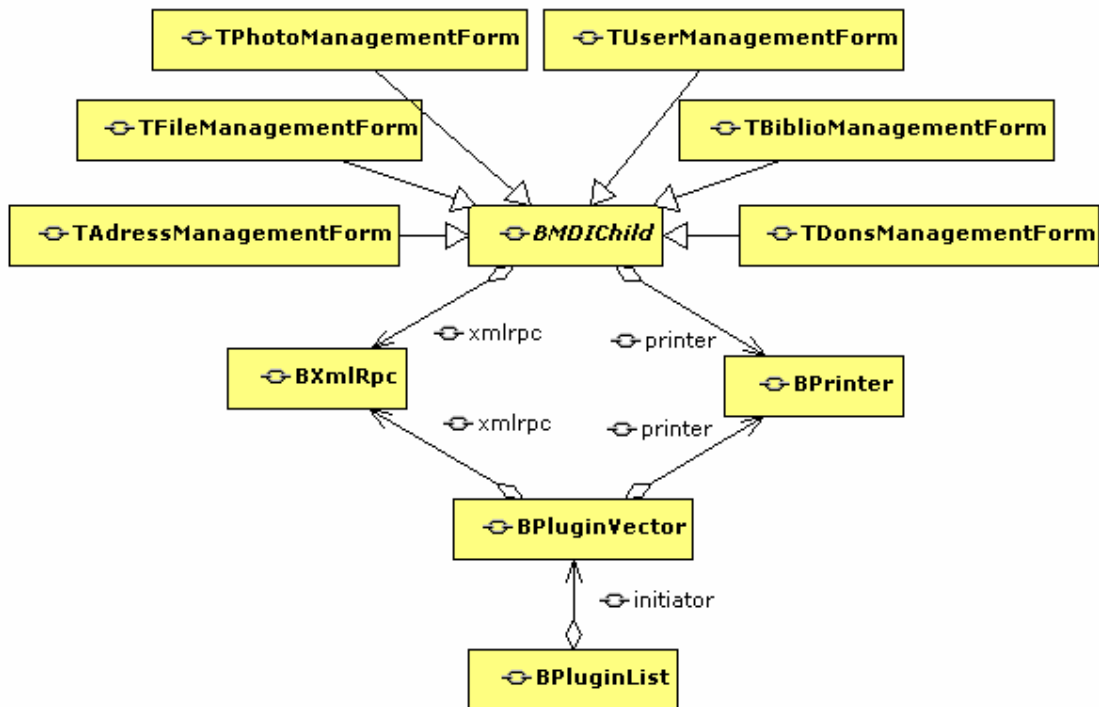 TPhotoManagementForm
TUserManagementForm
TFileManagementForm
TBiblioManagementForm
TAdressManagementForm
BMDIChild
TDonsManagementForm
xmlrpc
printer
BXmlRpc
BPrinter
xmlrpc
printer
BPluginVector
initiator
BPluginList